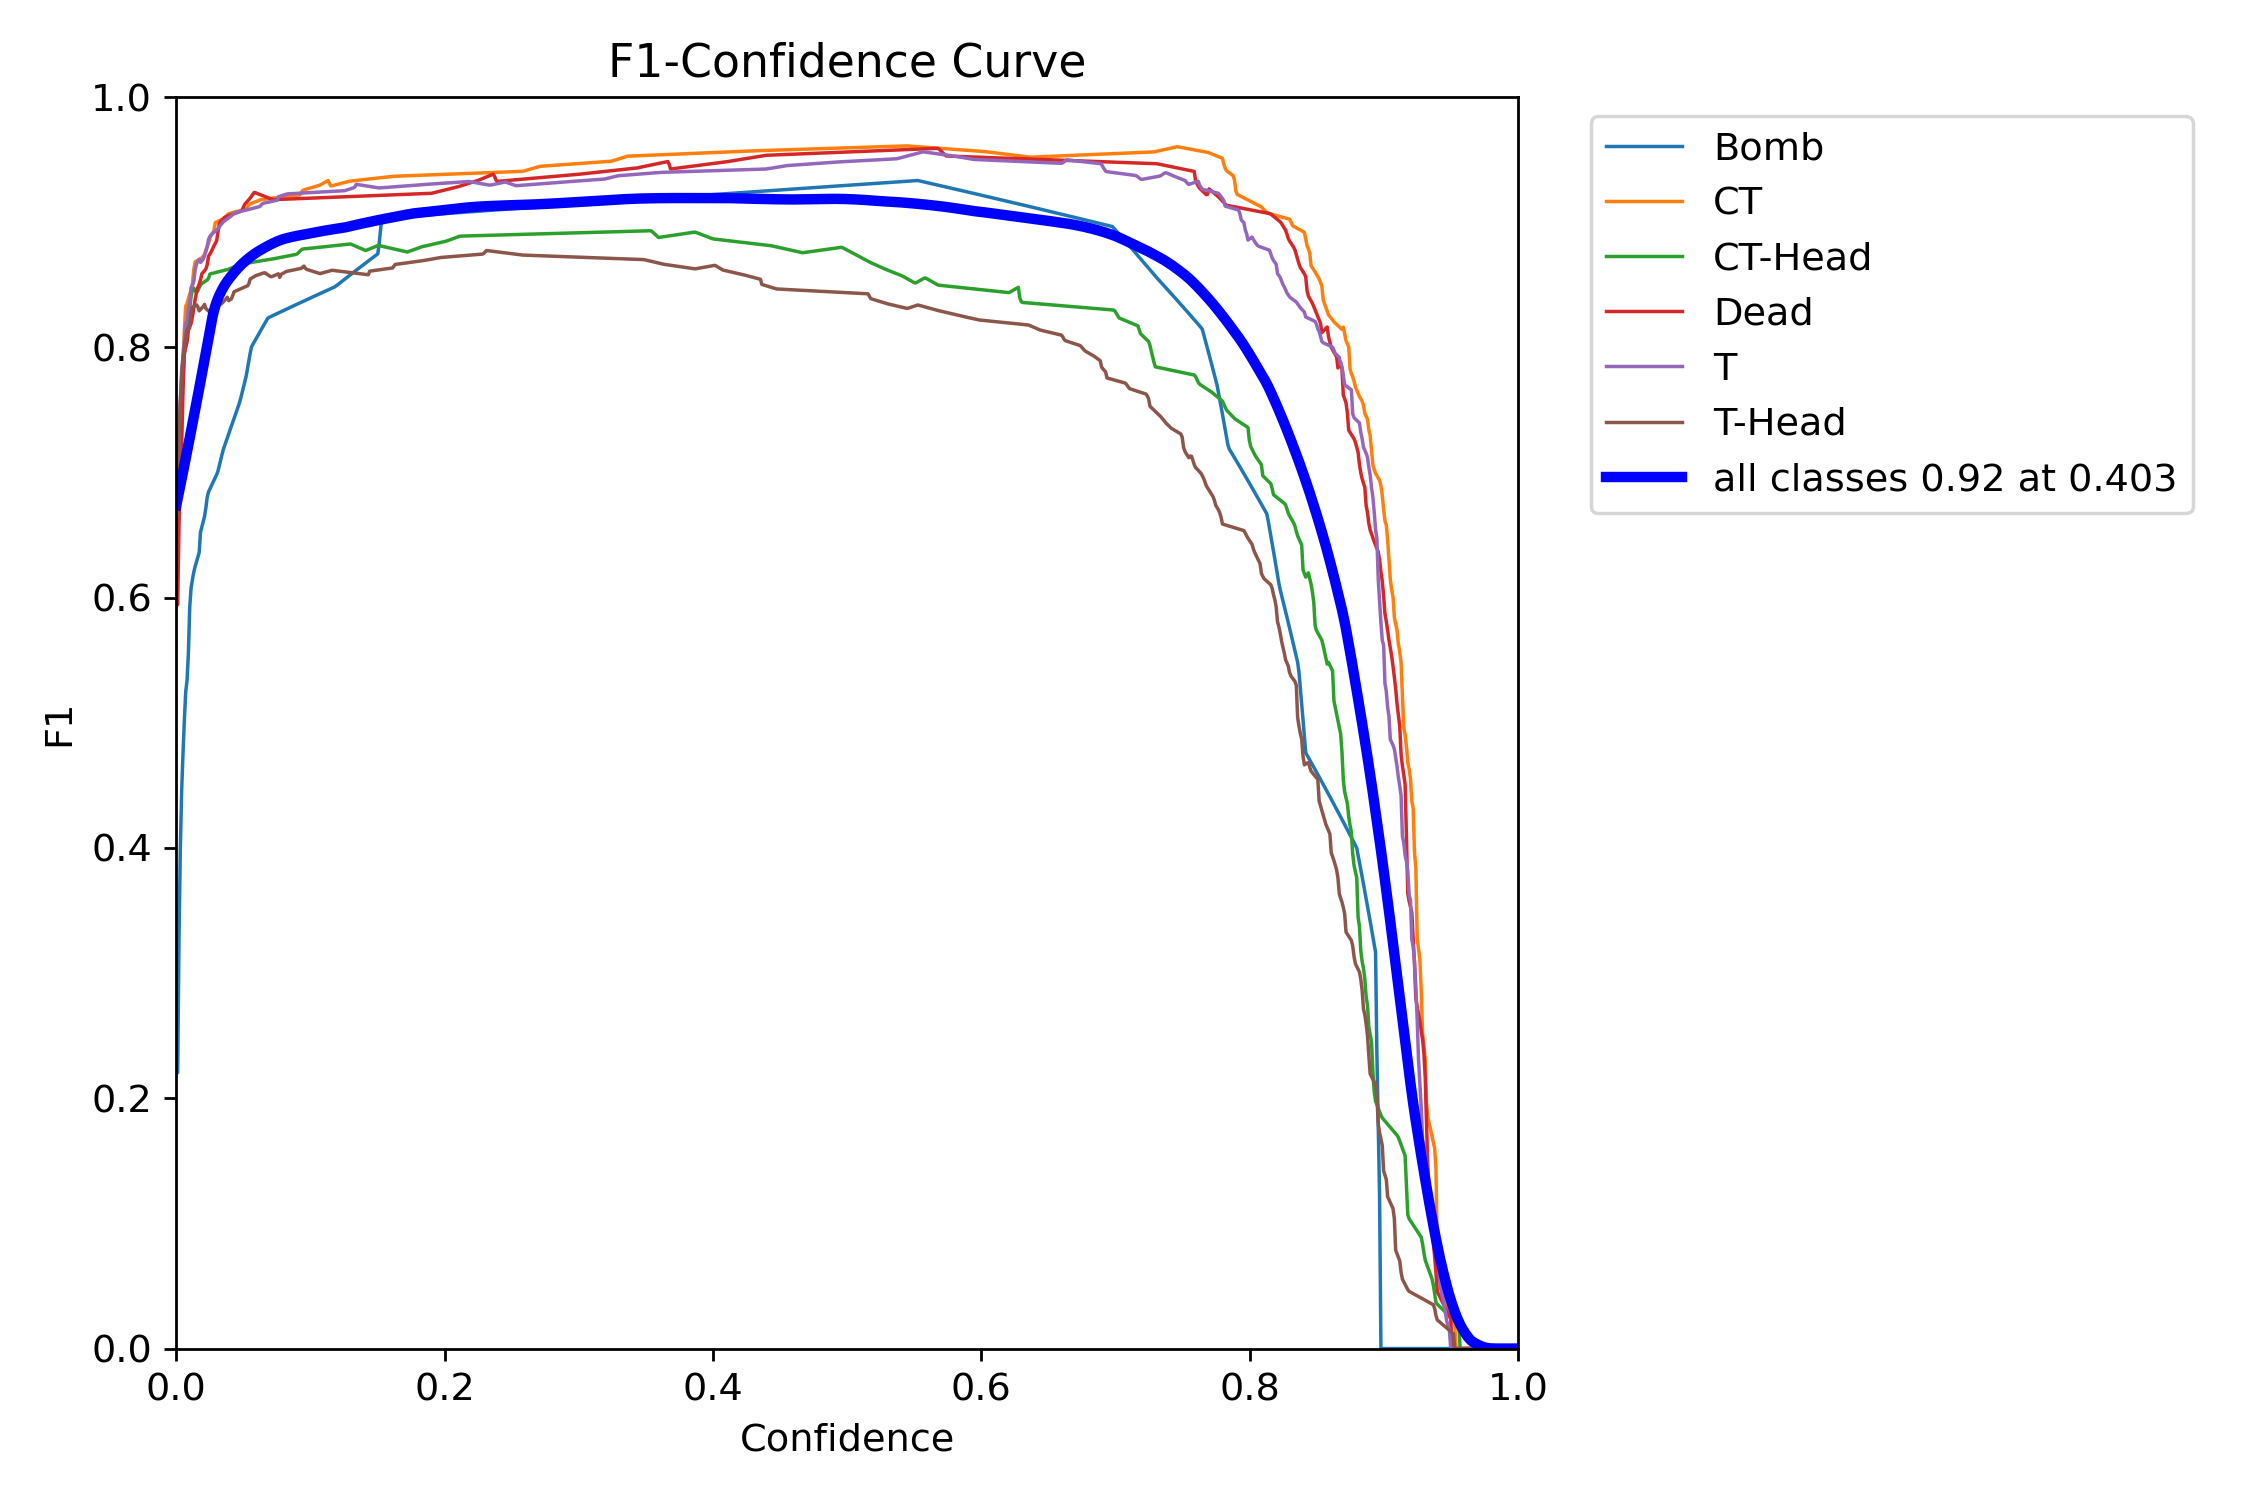 F1-Confidence Curve
1.0
0.8
0.6
0.4
0.2
0.0
F1
0.0 0.2 0.4 0.6 0.8 1.0
Confidence
Bomb
CT
CT-Head
Dead
T
T-Head
all classes 0.92 at 0.403